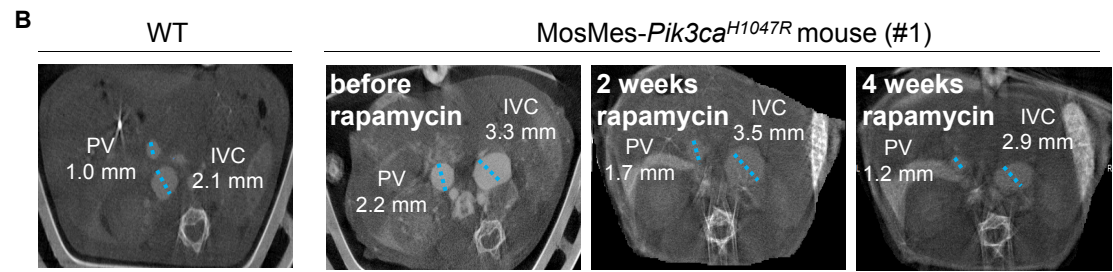 B
WT
MosMes-Pik3caH1047R mouse (#1)
PV
1.0 mm
IVC
2.1 mm
before
rapamycin
IVC
3.3 mm
PV
2.2 mm
2 weeks
rapamycin
IVC
3.5 mm
PV
1.7 mm
4 weeks
rapamycin
IVC
2.9 mm
PV
1.2 mm
L
R